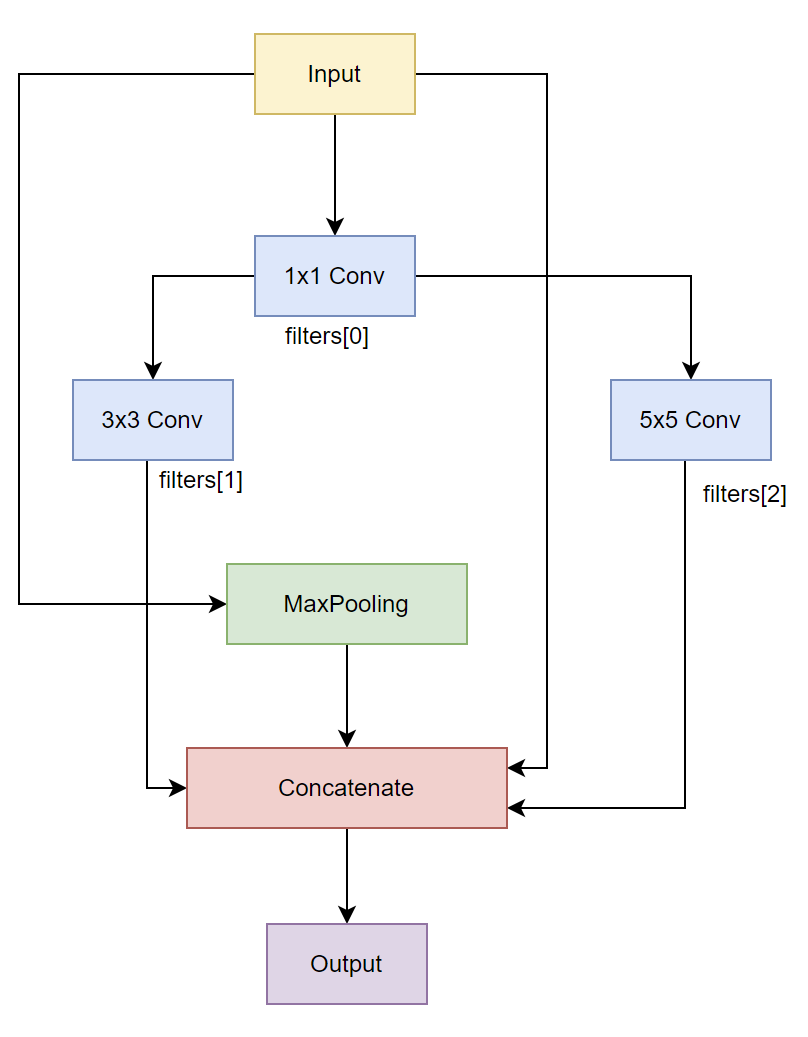 Input
1x1 Conv
filters[0]
3x3 Conv
5x5 Conv
filters[1]
filters[2]
MaxPooling
Concatenate
Output